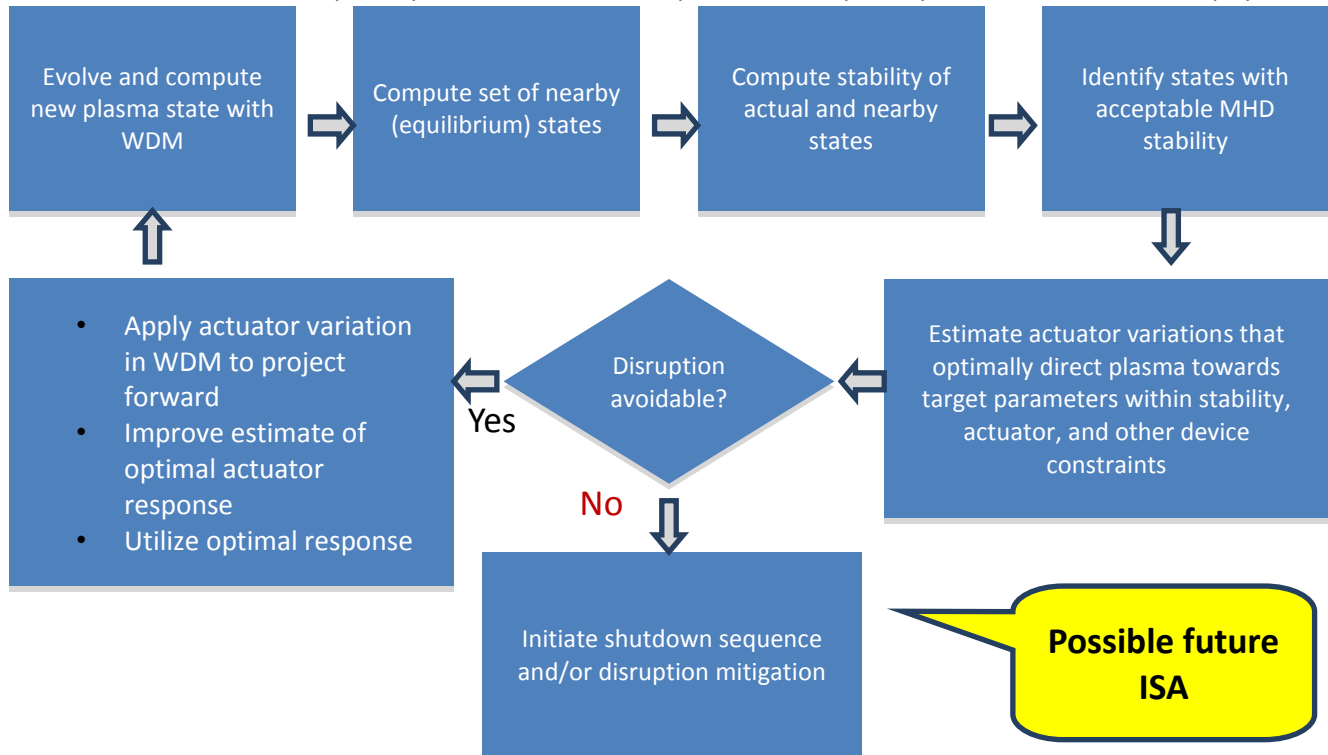 Evolve and compute
new plasma state with
WDM
Compute set of nearby
(equilibrium) states
Compute stability of
actual and nearby
states
Identify states with
acceptable MHD
stability
• Apply actuator variation
in WDM to project
forward
• Improve estimate of
optimal actuator
response
• Utilize optimal response
Yes
Disruption
avoidable?
No
Estimate actuator variations that
optimally direct plasma towards
target parameters within stability,
actuator, and other device
constraints
Initiate shutdown sequence
and/or disruption mitigation
Possible future
ISA